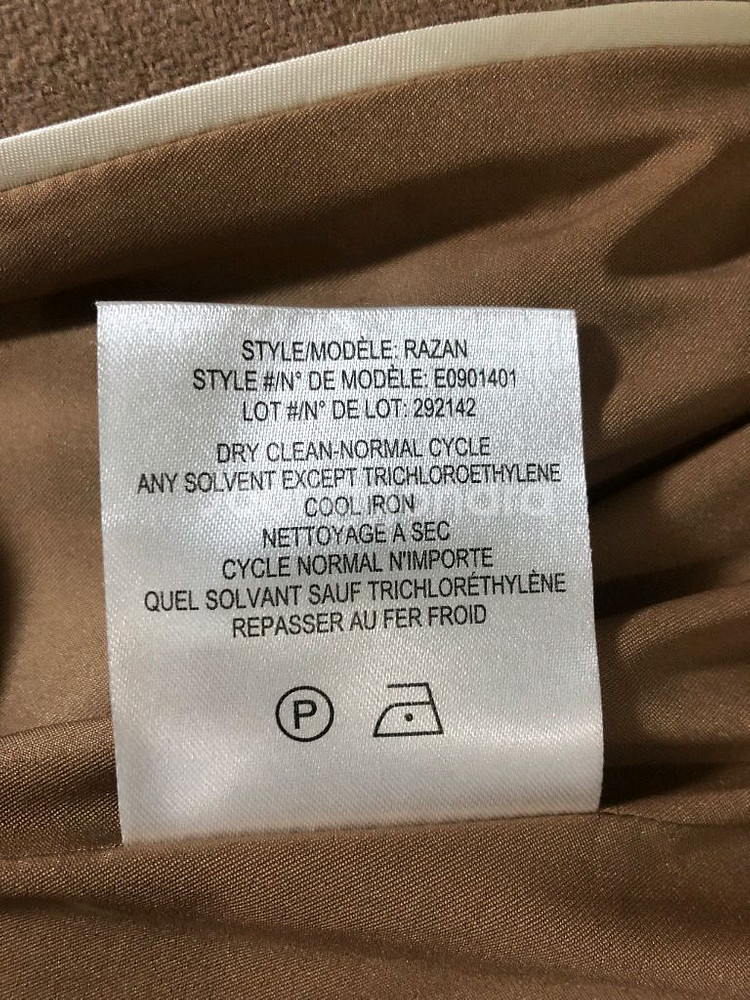 STYLE/MODÈLE: RAZAN
STYLE #/N° DE MODÈLE: E0901401
LOT #/N° DE LOT: 292142
DRY CLEAN-NORMAL CYCLE
ANY SOLVENT EXCEPT TRICHLOROETHYLENE
COOL IRON
NETTOYAGE A SEC
CYCLE NORMAL N'IMPORTE
QUEL SOLVANT SAUF TRICHLORÉTHYLÈNE
REPASSER AU FER FROID
P